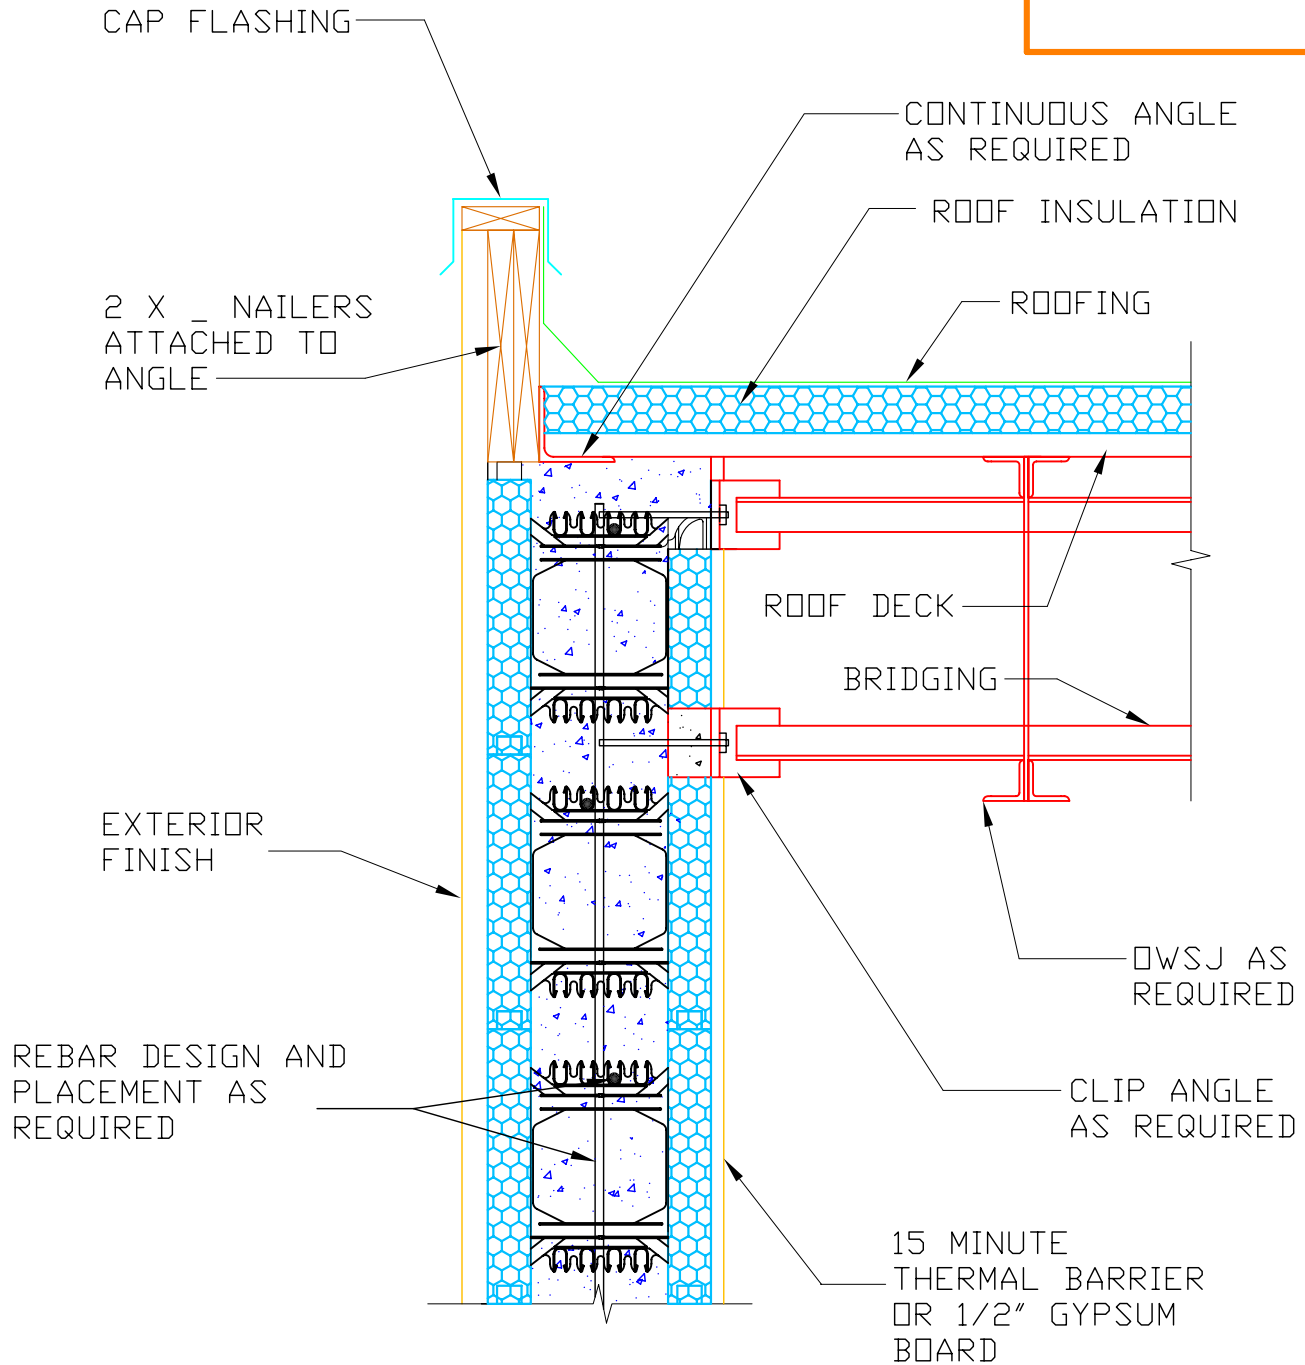 CAP FLASHING
CONTINUOUS ANGLE
AS REQUIRED
ROOF INSULATION
2 X _ NAILERS
ATTACHED TO
ANGLE
ROOFING
ROOF DECK
BRIDGING
EXTERIOR
FINISH
OWSJ AS
REQUIRED
REBAR DESIGN AND
PLACEMENT AS
REQUIRED
CLIP ANGLE
AS REQUIRED
15 MINUTE
THERMAL BARRIER
OR 1/2" GYPSUM
BOARD